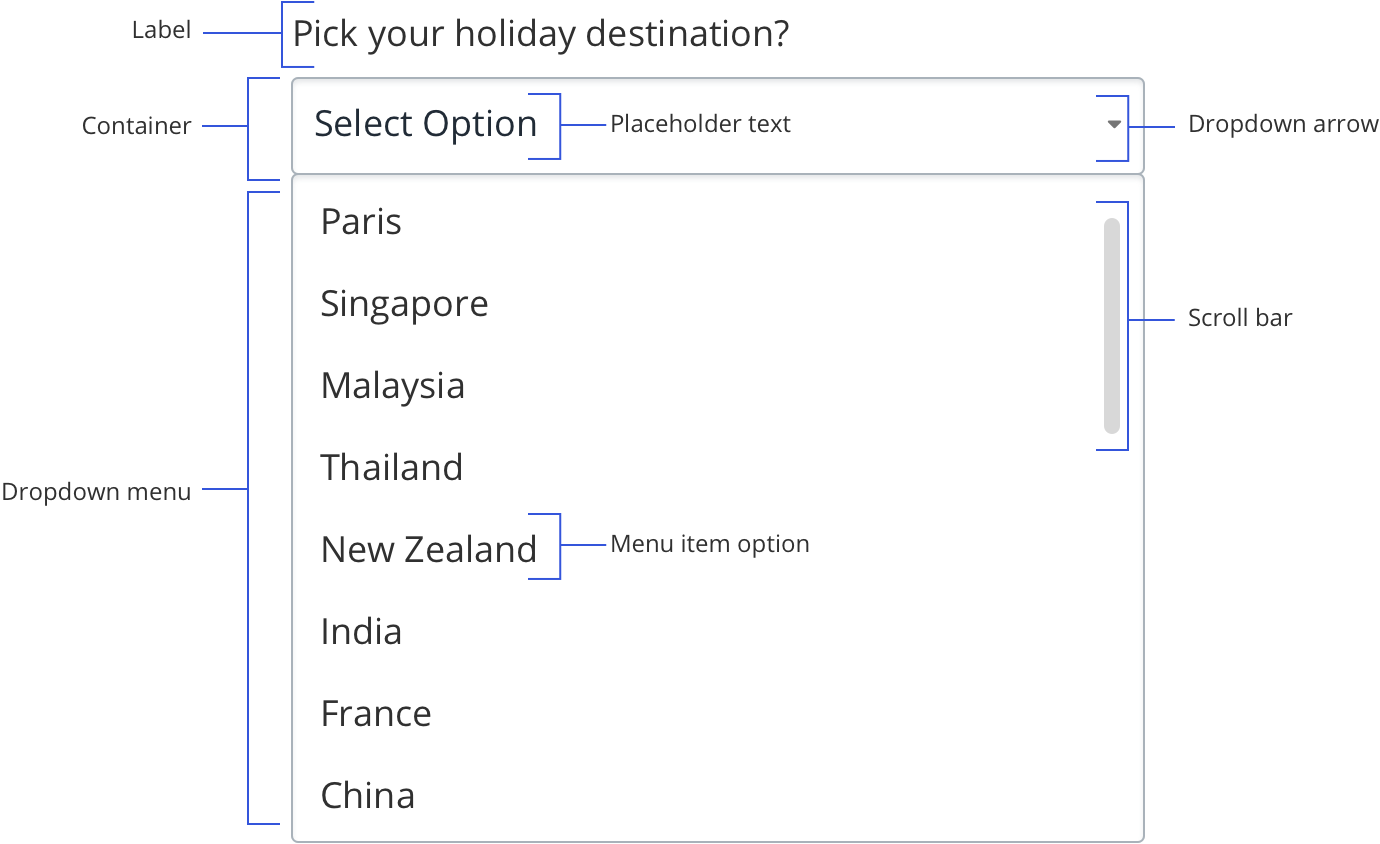 Label
Pick your holiday destination?
Container
Select Option
Placeholder text
Dropdown arrow
Paris
Singapore
Scroll bar
Malaysia
Thailand
Dropdown menu
New Zealand
Menu item option
India
France
China